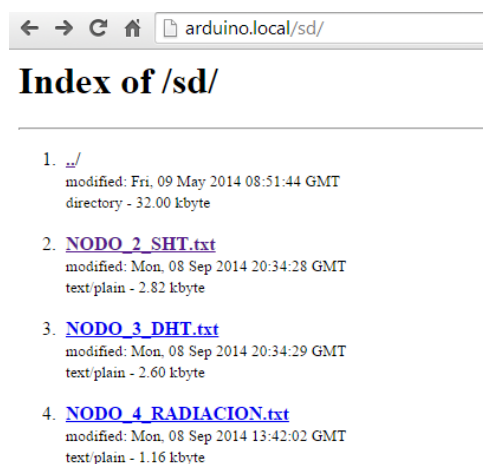 arduino.local/sd/
Index of /sd/
1. ../
modified: Fri, 09 May 2014 08:51:44 GMT
directory - 32.00 kbyte
2. NODO_2_SHT.txt
modified: Mon, 08 Sep 2014 20:34:28 GMT
text/plain - 2.82 kbyte
3. NODO_3_DHT.txt
modified: Mon, 08 Sep 2014 20:34:29 GMT
text/plain - 2.60 kbyte
4. NODO_4_RADIACION.txt
modified: Mon, 08 Sep 2014 13:42:02 GMT
text/plain - 1.16 kbyte